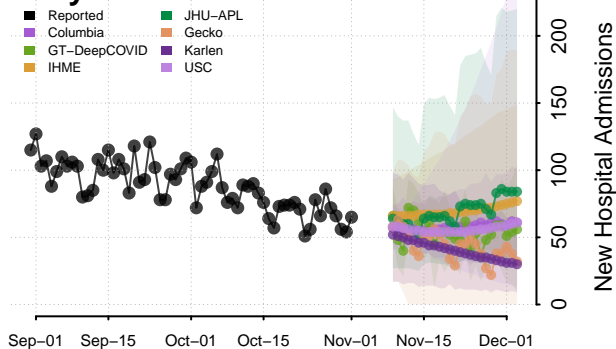 Reported
Columbia
GT−DeepCOVID
IHME
JHU−APL
Gecko
Karlen
USC
0
50
100
150
200
New Hospital Admissions
Sep−01 Sep−15 Oct−01 Oct−15 Nov−01 Nov−15 Dec−01